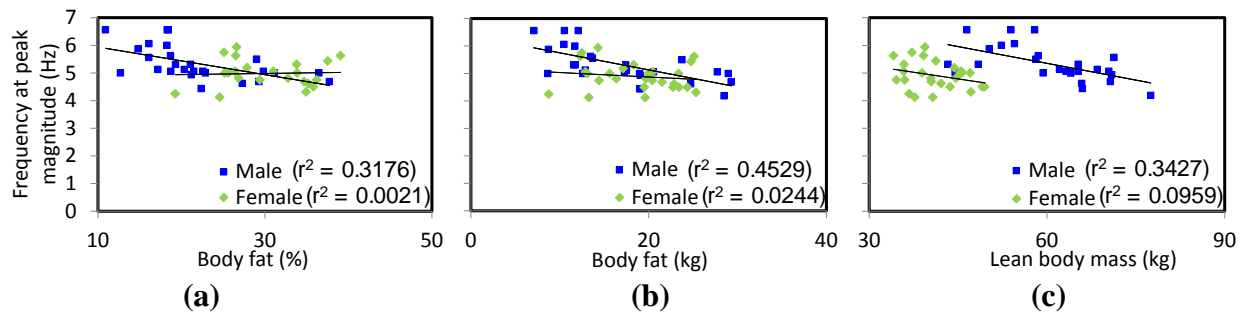 Frequency at peak
magnitude (Hz)
7
6
5
4
3
2
1
0
Male (r² = 0.3176)
Female (r² = 0.0021)
10
30
50
Body fat (%)
(a)
Male (r² = 0.4529)
Female (r² = 0.0244)
0
20
40
Body fat (kg)
(b)
Male (r² = 0.3427)
Female (r² = 0.0959)
30
60
90
Lean body mass (kg)
(c)